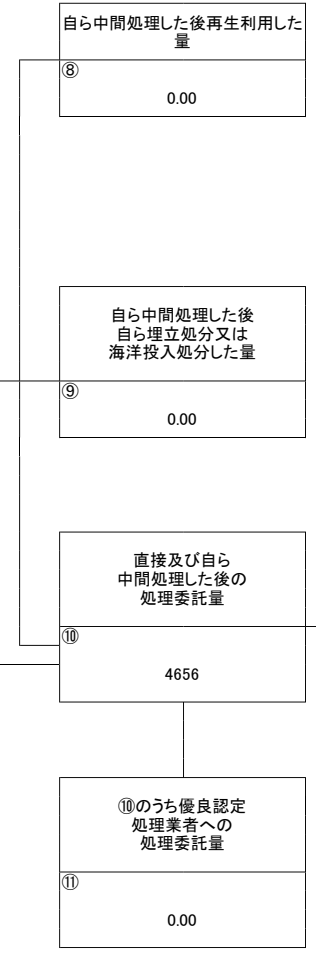 自ら中間処理した後再生利用した
量
⑧
0.00
自ら中間処理した後
自ら埋立処分又は
海洋投入処分した量
⑨
0.00
直接及び自ら
中間処理した後の
処理委託量
⑩
4656
⑩のうち優良認定
処理業者への
処理委託量
⑪
0.00